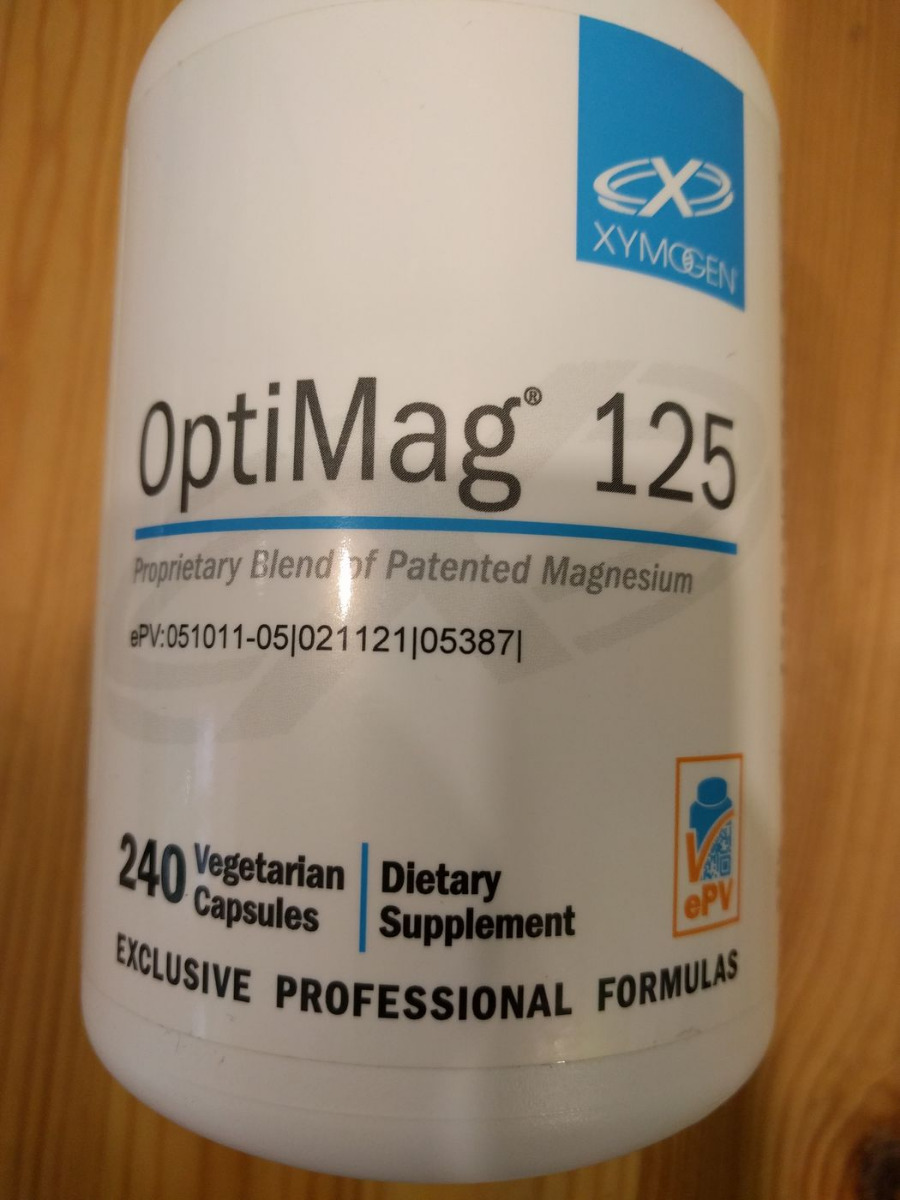 XYMOGEN®
OptiMag® 125
Proprietary Blend of Patented Magnesium
ePV:051011-05|021121|05387|
240 Vegetarian Capsules | Dietary Supplement
ePV
EXCLUSIVE PROFESSIONAL FORMULAS